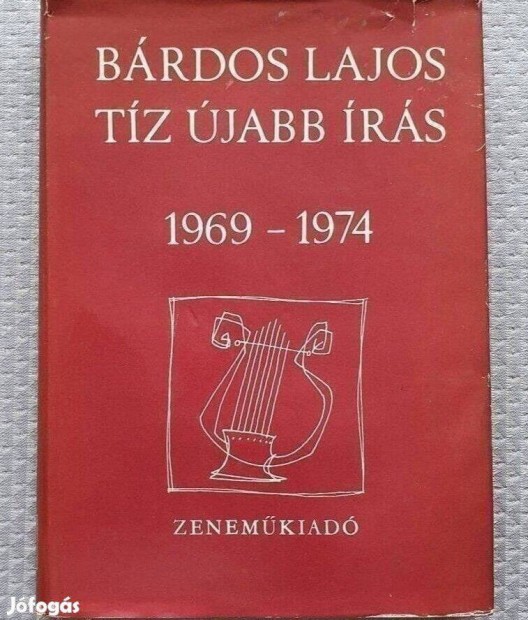 BÁRDOS LAJOS
TÍZ ÚJABB ÍRÁS
1969 – 1974
ZENEMŰKIADÓ
Jófogás